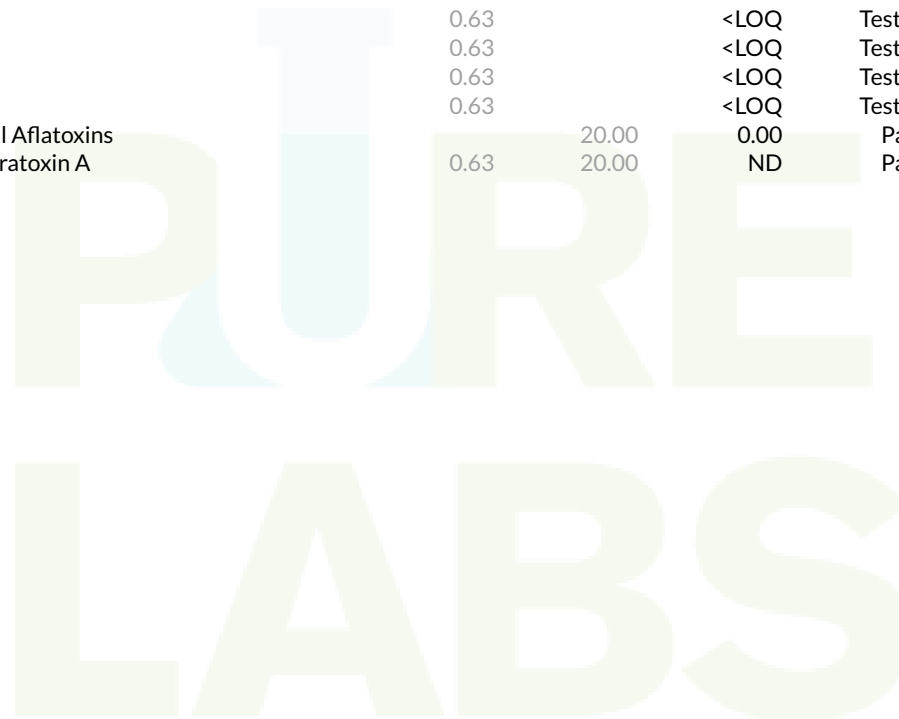 0.63 <LOQ Test
0.63 <LOQ Test
0.63 <LOQ Test
0.63 <LOQ Test
l Aflatoxins 20.00 0.00 Pa
ratoxin A 0.63 20.00 ND Pa
PURE
LABS